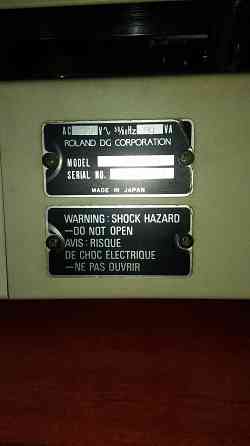 AC V∿ 50/60Hz VA
ROLAND DG CORPORATION
MODEL
SERIAL NO.
MADE IN JAPAN
WARNING: SHOCK HAZARD
—DO NOT OPEN
AVIS: RISQUE
DE CHOC ELECTRIQUE
—NE PAS OUVRIR